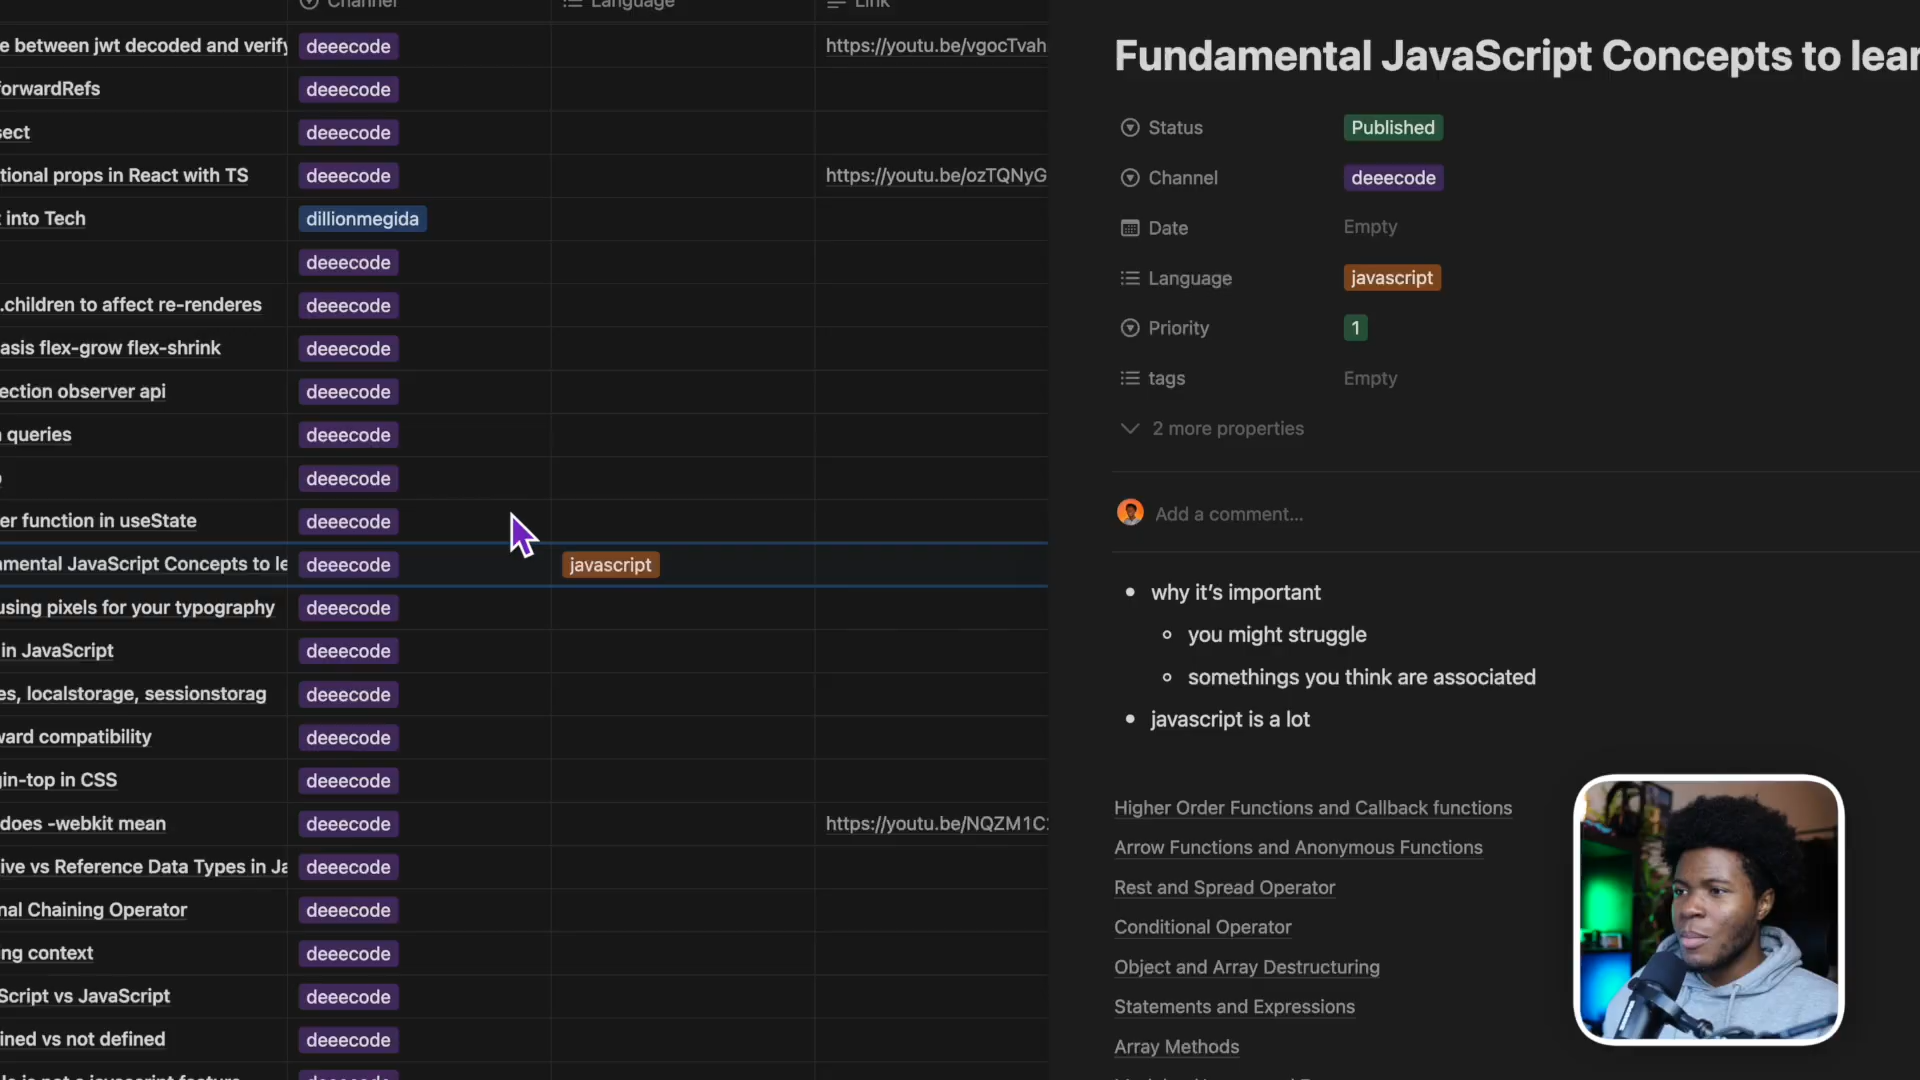 Channel
Language
Link
e between jwt decoded and verify
deeecode
https://youtu.be/vgocTvah
forwardRefs
deeecode
sect
deeecode
tional props in React with TS
deeecode
https://youtu.be/ozTQNyG
t into Tech
dillionmegida
deeecode
.children to affect re-renderes
deeecode
asis flex-grow flex-shrink
deeecode
ection observer api
deeecode
queries
deeecode
deeecode
er function in useState
deeecode
amental JavaScript Concepts to le
deeecode
javascript
using pixels for your typography
deeecode
in JavaScript
deeecode
es, localstorage, sessionstorag
deeecode
ward compatibility
deeecode
gin-top in CSS
deeecode
does -webkit mean
deeecode
https://youtu.be/NQZM1C
ive vs Reference Data Types in Ja
deeecode
nal Chaining Operator
deeecode
ng context
deeecode
Script vs JavaScript
deeecode
ined vs not defined
deeecode
Fundamental JavaScript Concepts to lear
Status
Published
Channel
deeecode
Date
Empty
Language
javascript
Priority
1
tags
Empty
2 more properties
Add a comment...
• why it's important
◦ you might struggle
◦ somethings you think are associated
• javascript is a lot
Higher Order Functions and Callback functions
Arrow Functions and Anonymous Functions
Rest and Spread Operator
Conditional Operator
Object and Array Destructuring
Statements and Expressions
Array Methods